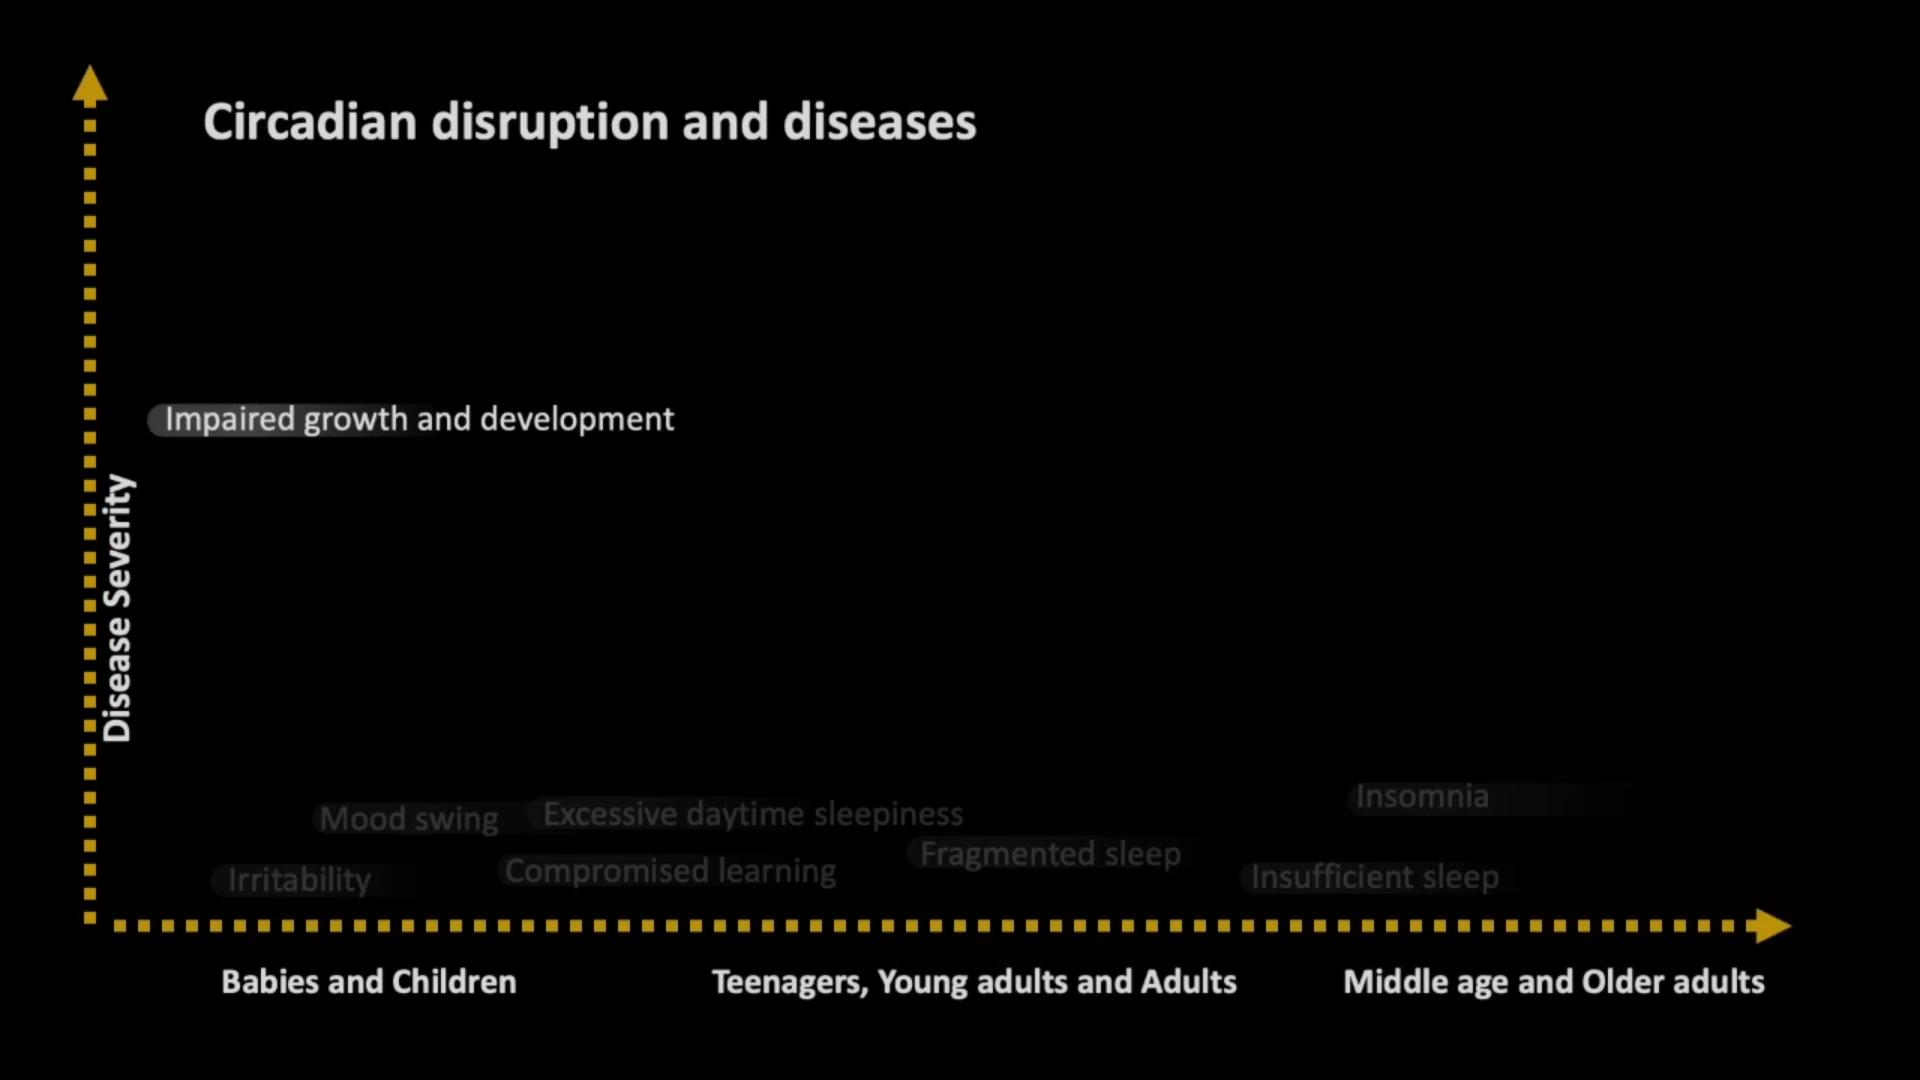 Circadian disruption and diseases
Impaired growth and development
Disease Severity
Insomnia
Mood swing
Excessive daytime sleepiness
Fragmented sleep
Irritability
Compromised learning
Insufficient sleep
Babies and Children
Teenagers, Young adults and Adults
Middle age and Older adults